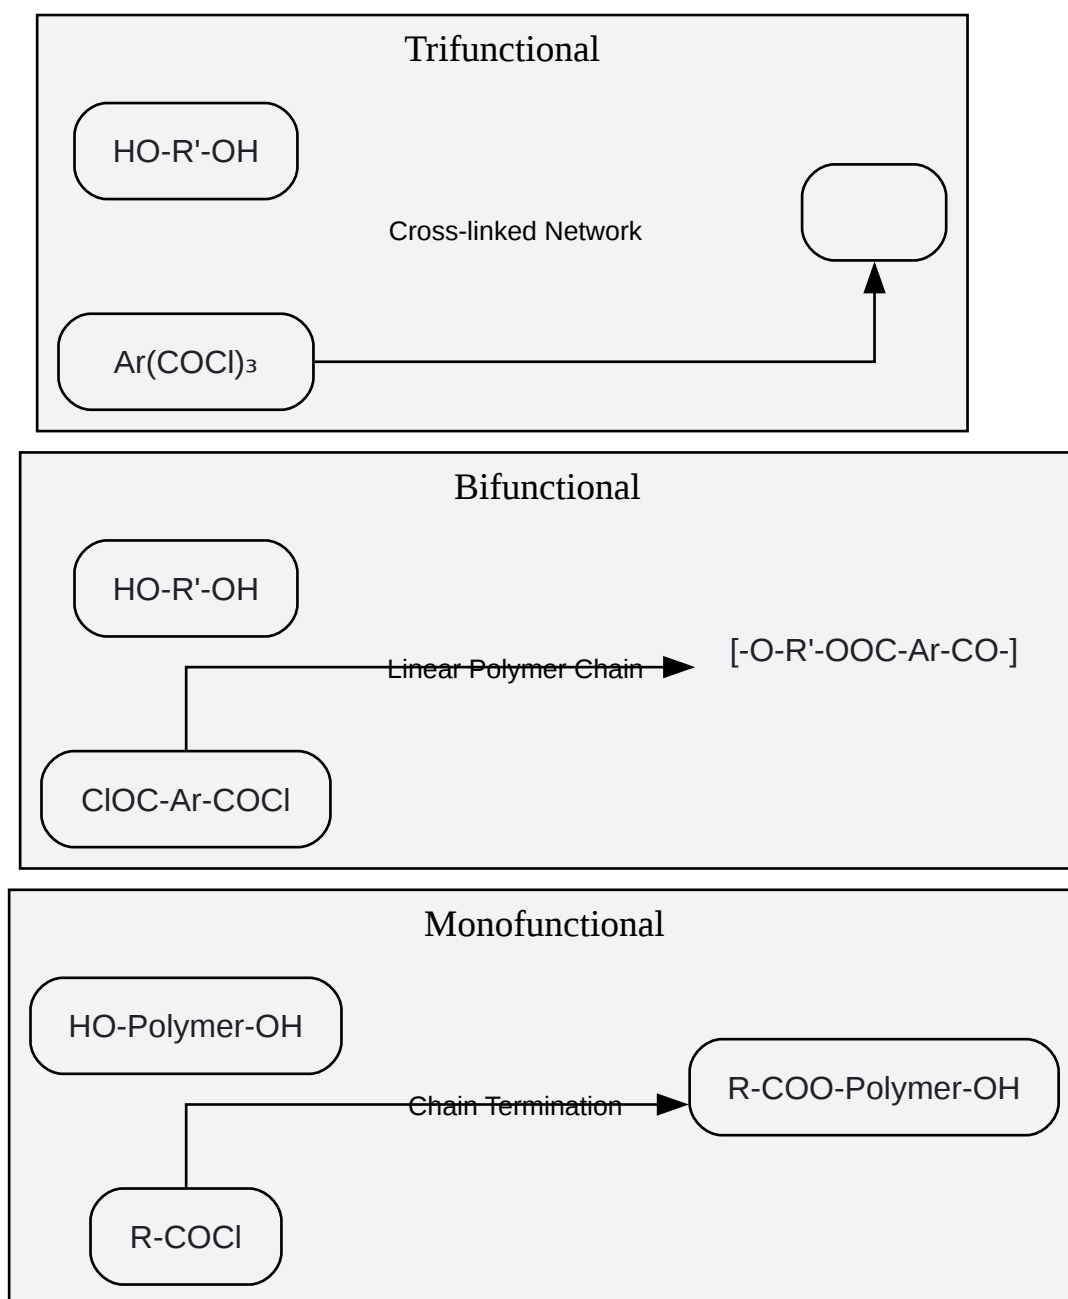 Trifunctional
HO-R'-OH
Cross-linked Network
Ar(COCl)₃
Bifunctional
HO-R'-OH
Linear Polymer Chain
[-O-R'-OOC-Ar-CO-]
ClOC-Ar-COCl
Monofunctional
HO-Polymer-OH
Chain Termination
R-COO-Polymer-OH
R-COCl